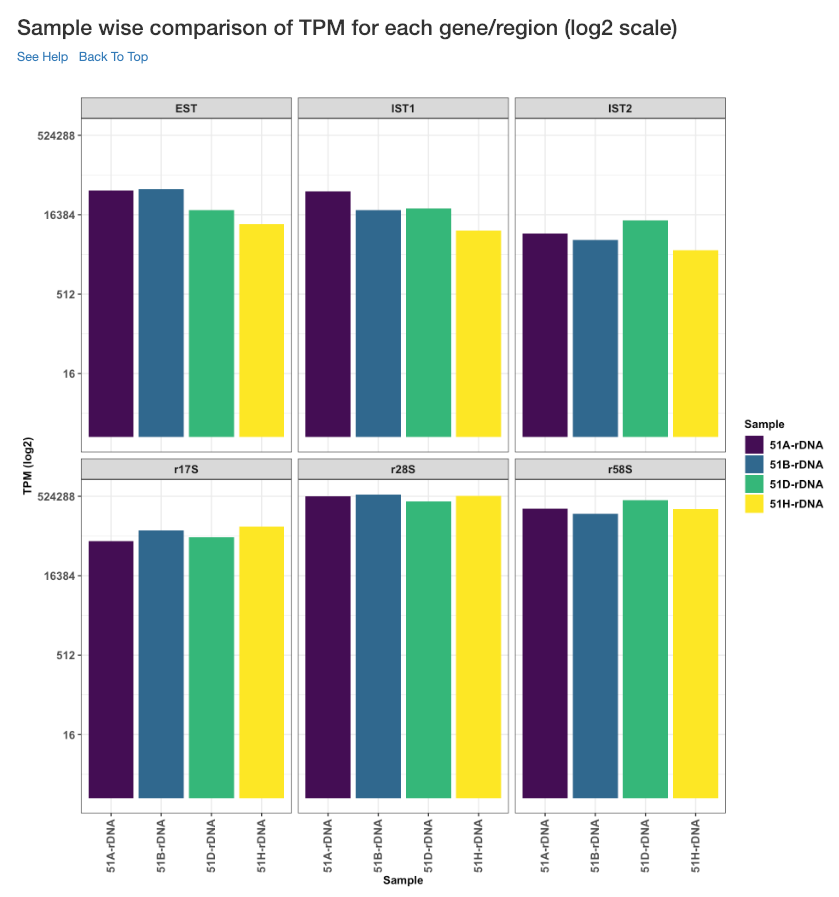 Sample wise comparison of TPM for each gene/region (log2 scale)
See Help Back To Top
EST IST1 IST2
524288
16384
512
16
TPM (log2)
r17S r28S r58S
524288
16384
512
16
51A-rDNA 51B-rDNA 51D-rDNA 51H-rDNA 51A-rDNA 51B-rDNA 51D-rDNA 51H-rDNA 51A-rDNA 51B-rDNA 51D-rDNA 51H-rDNA
Sample
Sample
51A-rDNA
51B-rDNA
51D-rDNA
51H-rDNA